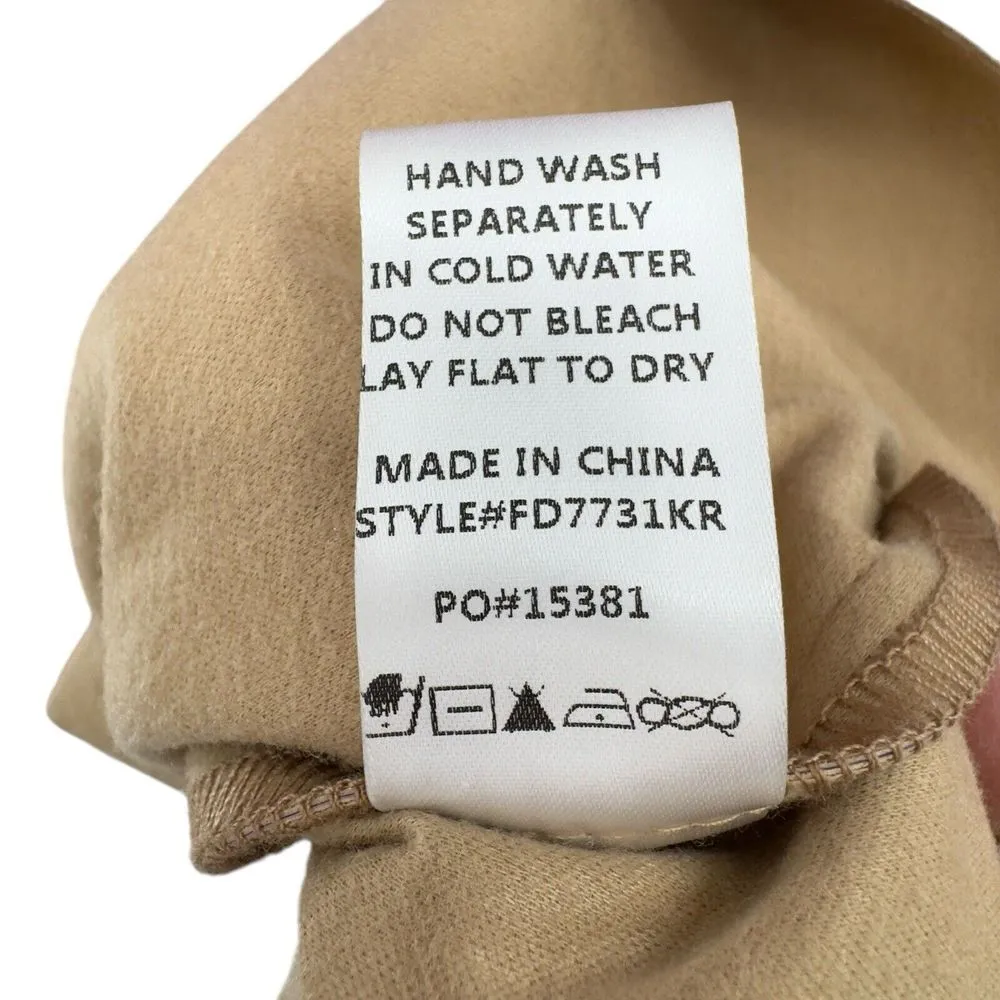 HAND WASH
SEPARATELY
IN COLD WATER
DO NOT BLEACH
LAY FLAT TO DRY
MADE IN CHINA
STYLE#FD7731KR
PO#15381